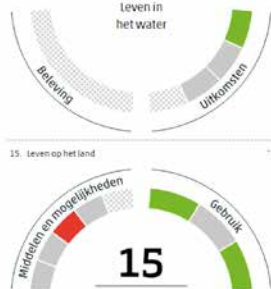 Leven in
het water
Beleving
Uitkomsten
15. Leven op het land
Middelen en mogelijkheden
Gebruik
15